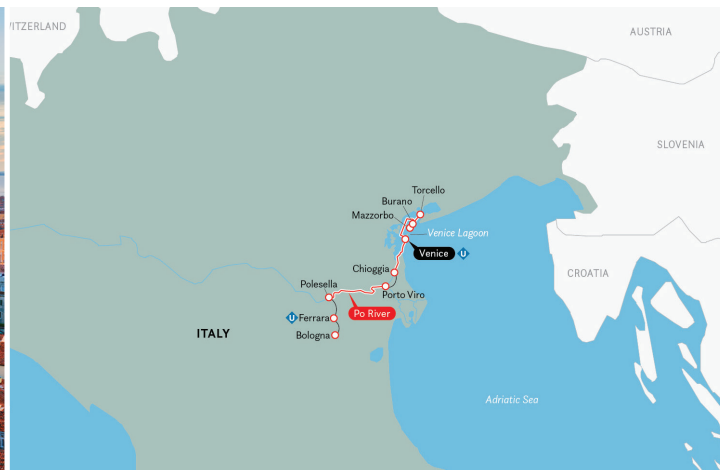 ITZERLAND
AUSTRIA
SLOVENIA
Torcello
Burano
Mazzorbo
Venice Lagoon
Venice U
Chioggia
CROATIA
Polesella
Porto Viro
U Ferrara
Po River
ITALY
Bologna
Adriatic Sea